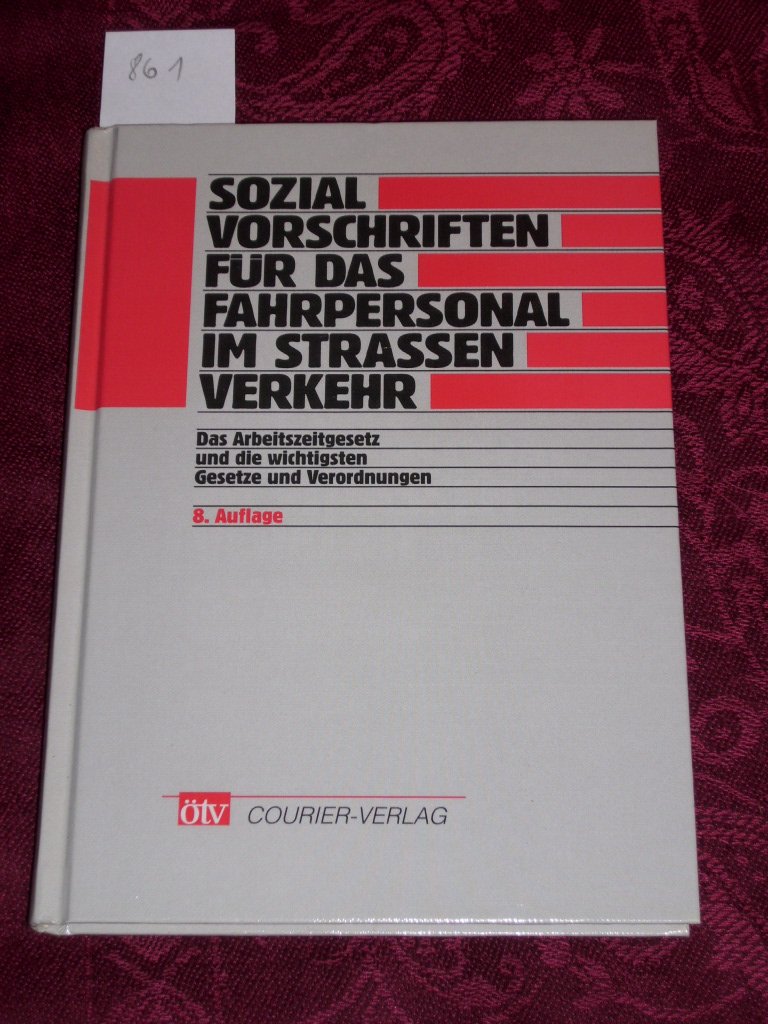 861
SOZIAL
VORSCHRIFTEN
FÜR DAS
FAHRPERSONAL
IM STRASSEN
VERKEHR
Das Arbeitszeitgesetz
und die wichtigsten
Gesetze und Verordnungen
8. Auflage
ötv COURIER-VERLAG